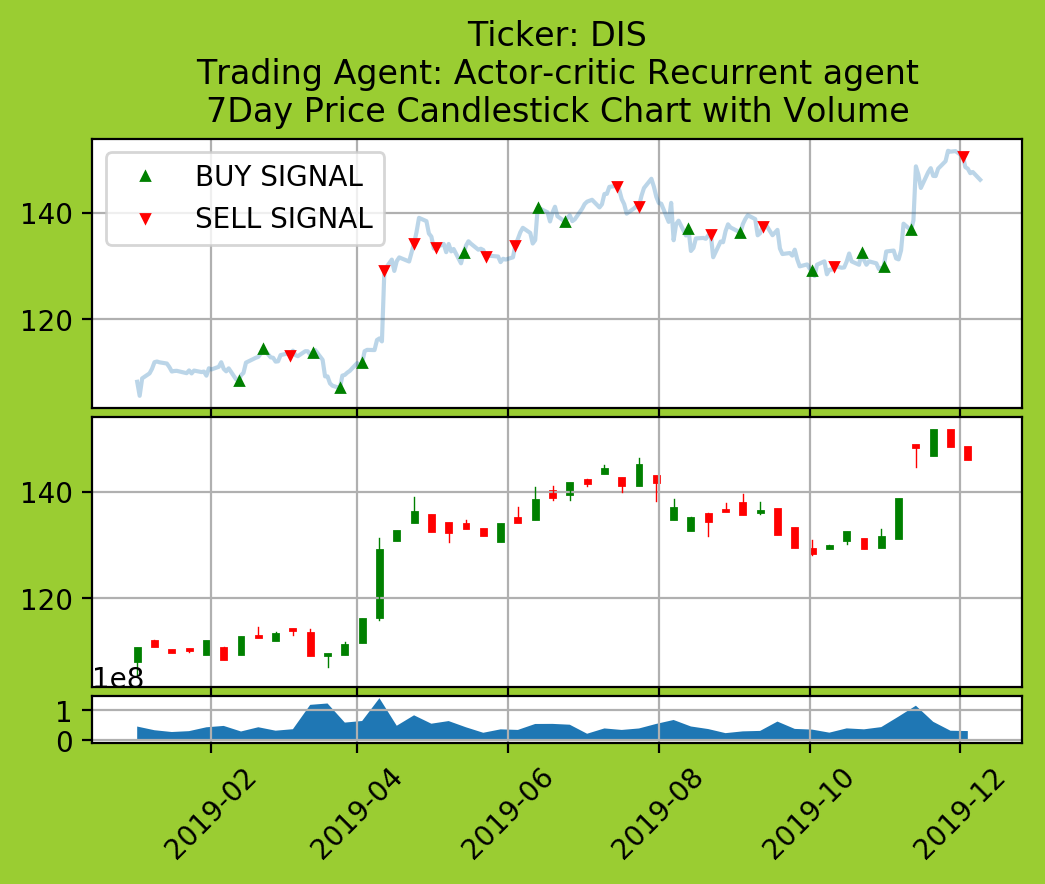 Ticker: DIS
Trading Agent: Actor-critic Recurrent agent
7Day Price Candlestick Chart with Volume
BUY SIGNAL
SELL SIGNAL
140
120
140
120
1e8
1
0
2019-02
2019-04
2019-06
2019-08
2019-10
2019-12